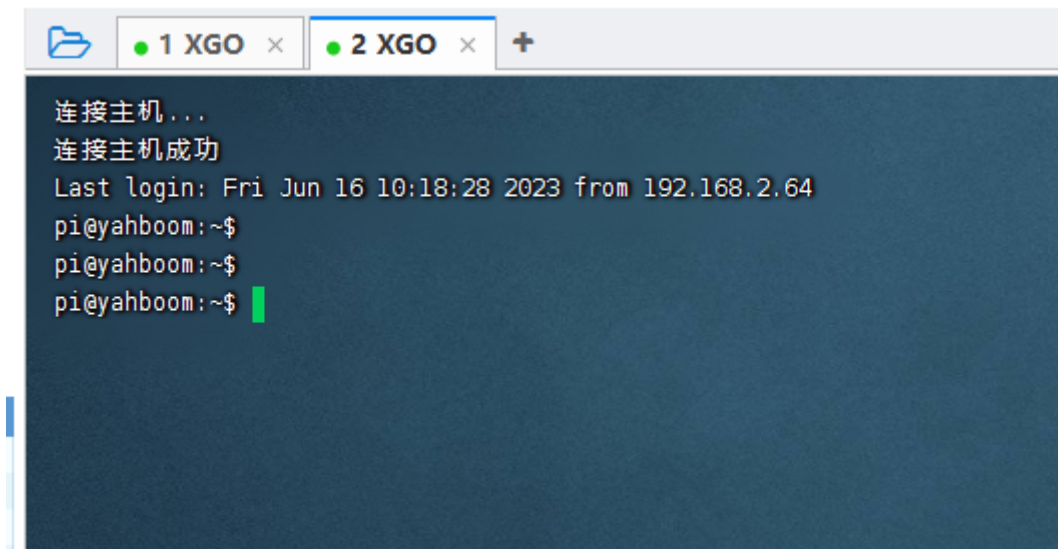 1 XGO
2 XGO
连接主机...
连接主机成功
Last login: Fri Jun 16 10:18:28 2023 from 192.168.2.64
pi@yahboom:~$
pi@yahboom:~$
pi@yahboom:~$